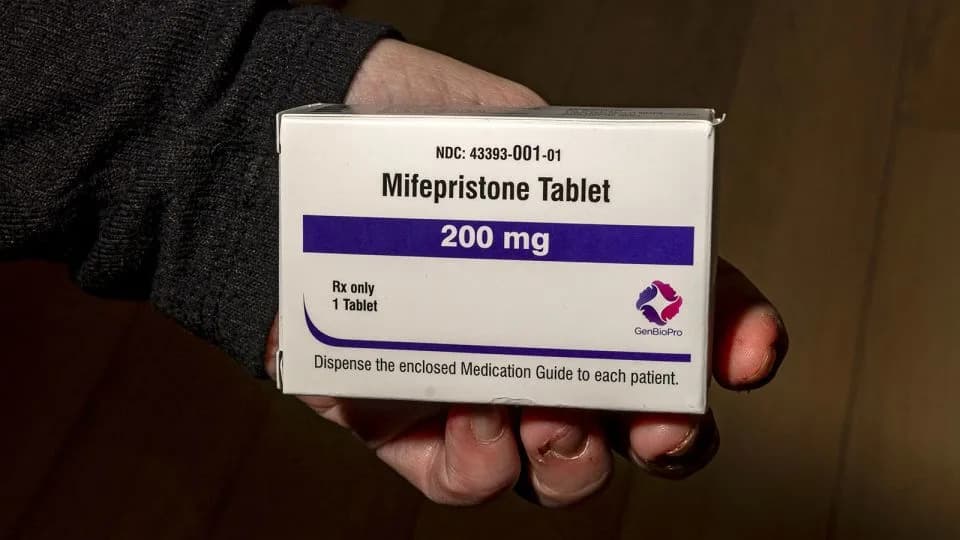 NDC: 43393-001-01
Mifepristone Tablet
200 mg
Rx only
1 Tablet
GenBioPro
Dispense the enclosed Medication Guide to each patient.